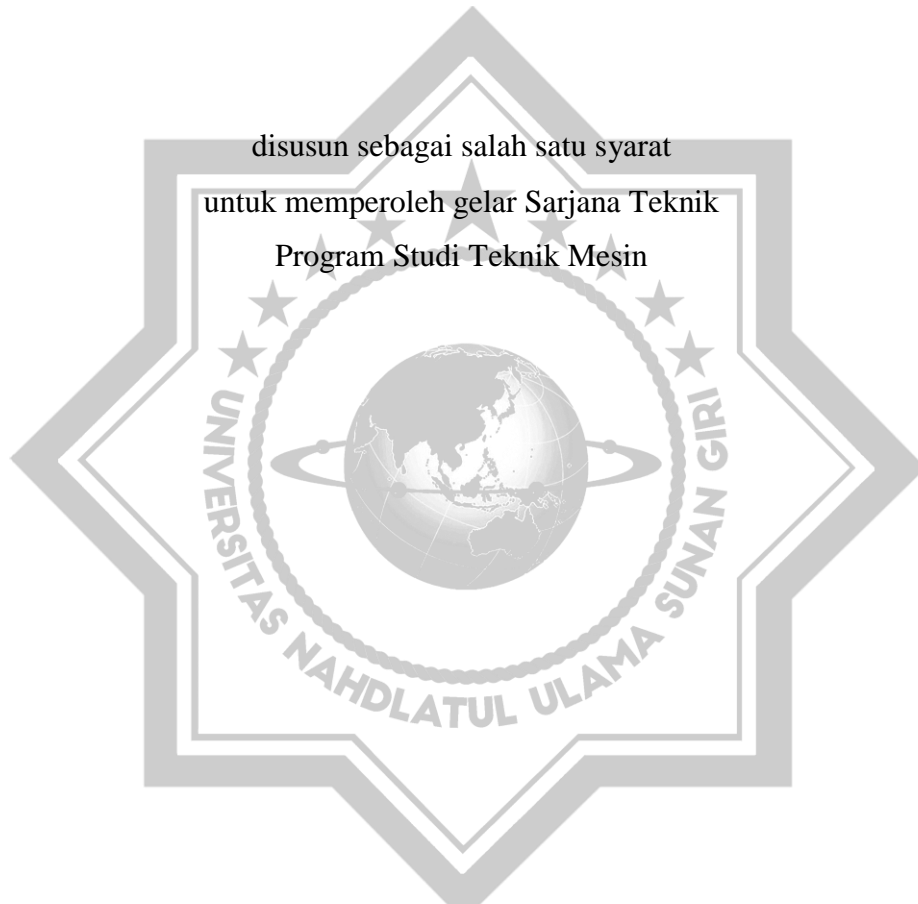 disusun sebagai salah satu syarat
untuk memperoleh gelar Sarjana Teknik
Program Studi Teknik Mesin
UNIVERSITAS NAHDLATUL ULAMA SUNAN GIRI